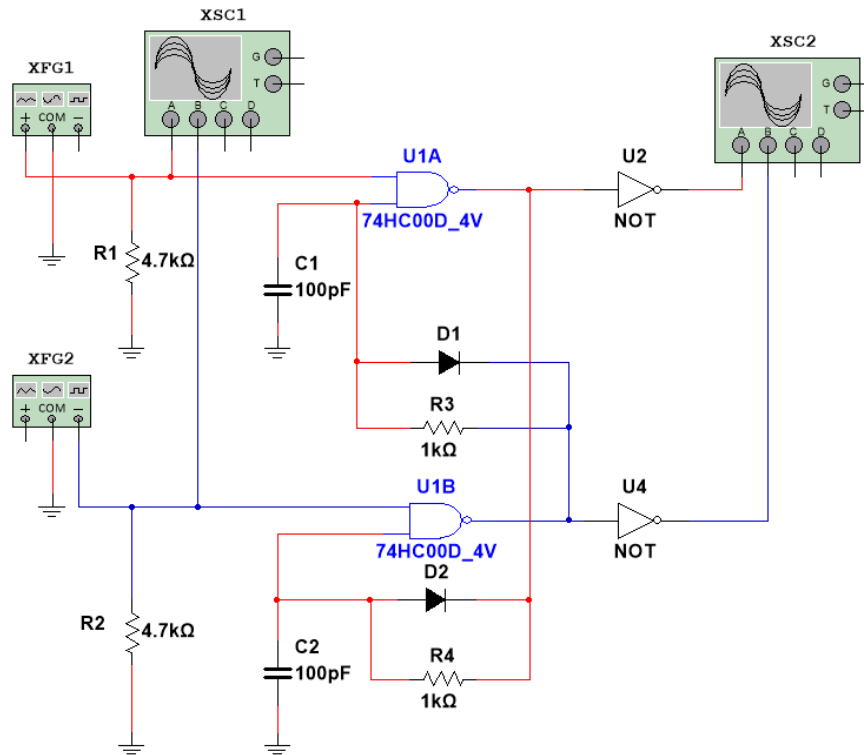 XSC1
G
T
A B C D
XFG1
+ COM −
XSC2
G
T
A B C D
U1A
74HC00D_4V
U2
NOT
R1
4.7kΩ
C1
100pF
D1
R3
1kΩ
XFG2
+ COM −
U1B
74HC00D_4V
U4
NOT
D2
R2
4.7kΩ
C2
100pF
R4
1kΩ